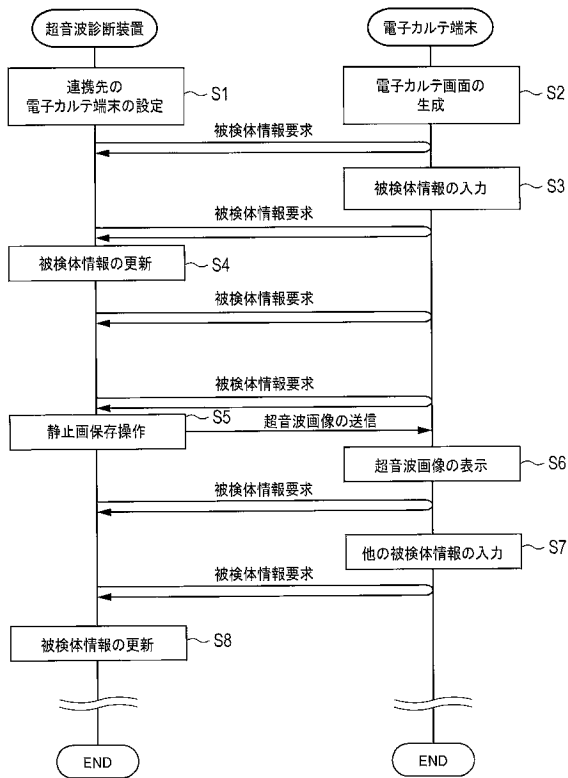 超音波診断装置
電子カルテ端末
連携先の
電子カルテ端末の設定
S1
電子カルテ画面の
生成
S2
被検体情報要求
被検体情報の入力
S3
被検体情報要求
被検体情報の更新
S4
被検体情報要求
被検体情報要求
静止画保存操作
S5
超音波画像の送信
超音波画像の表示
S6
被検体情報要求
他の被検体情報の入力
S7
被検体情報要求
被検体情報の更新
S8
END
END